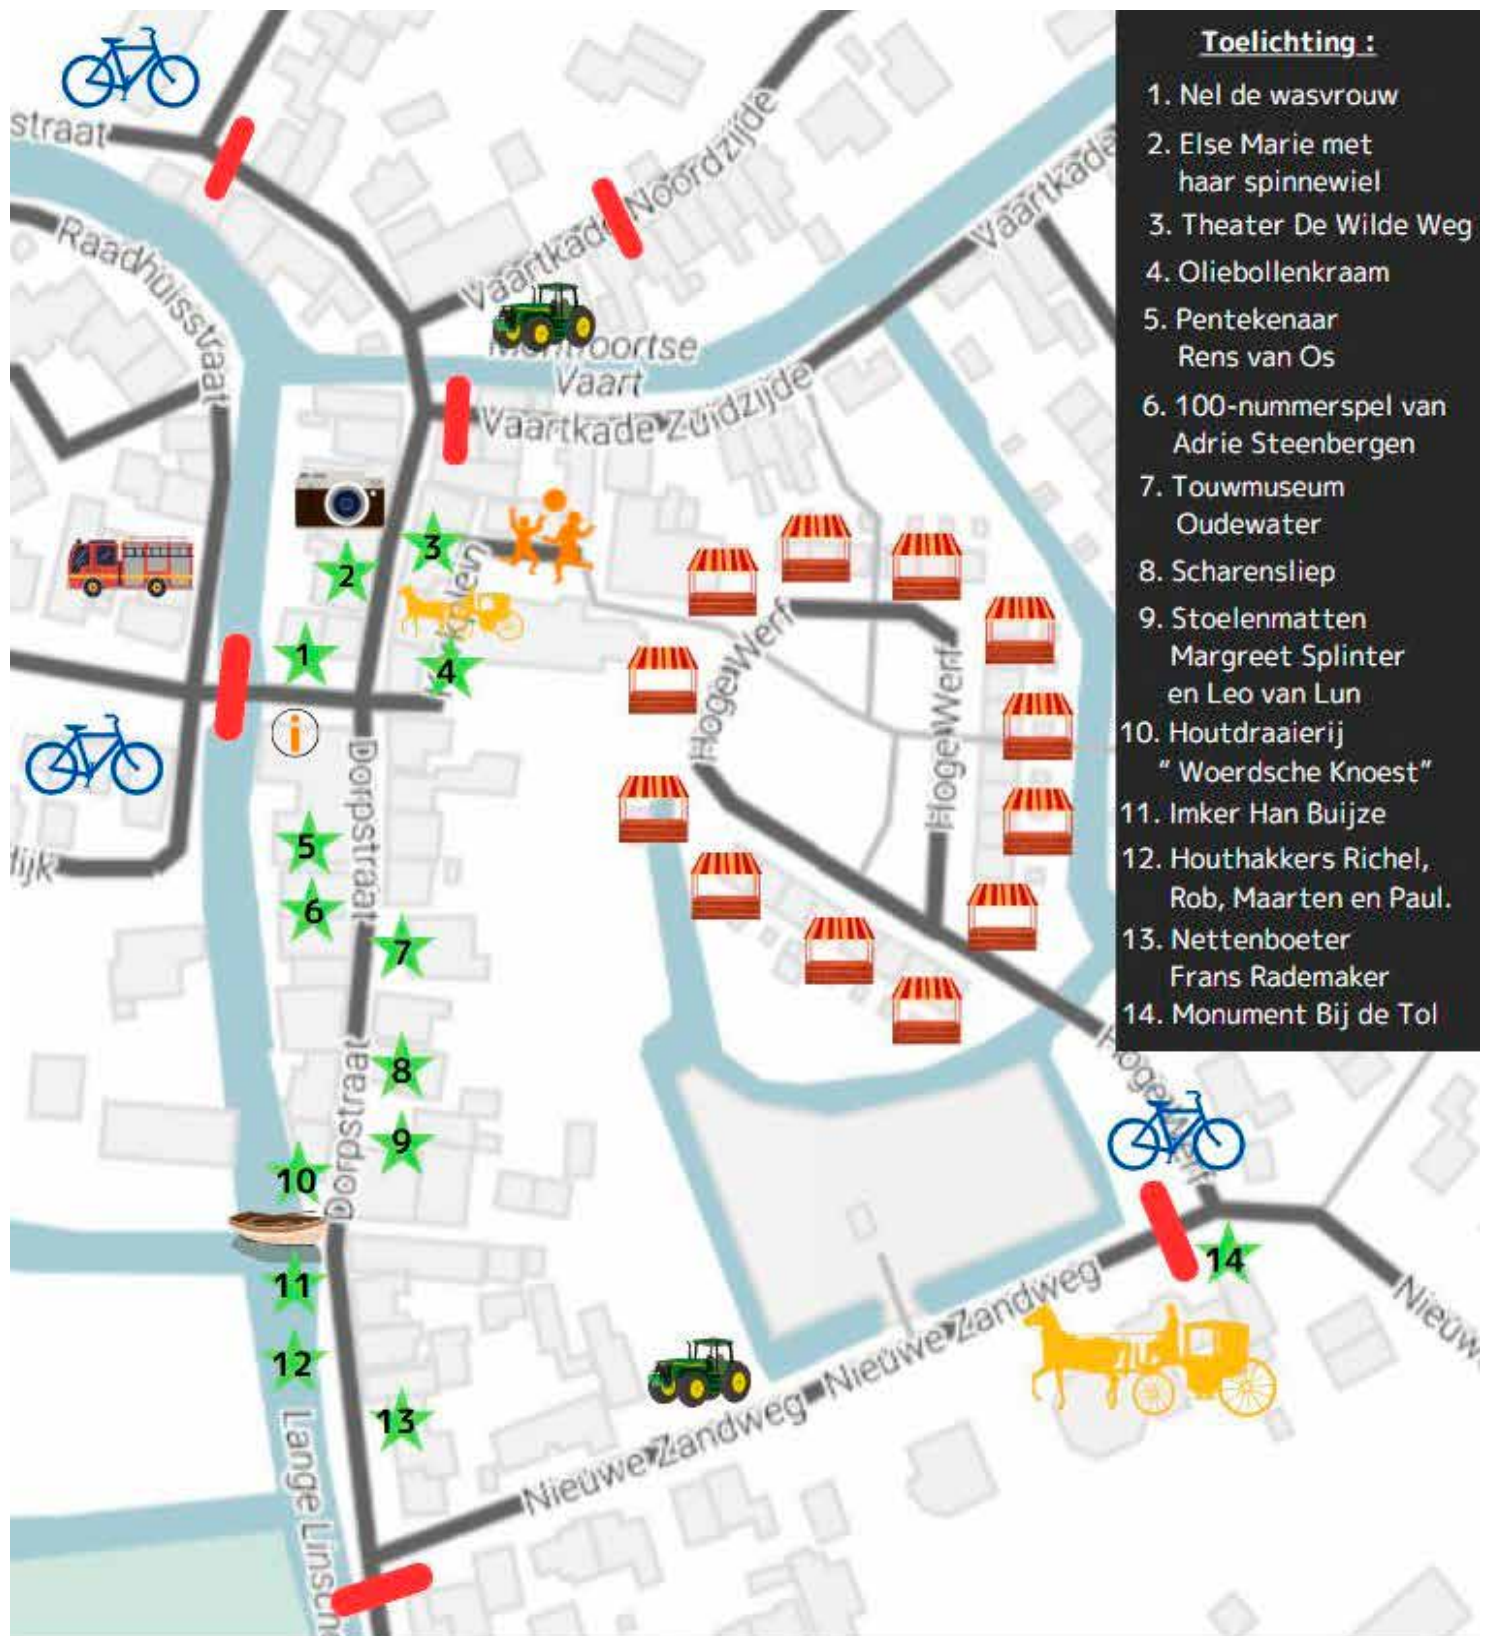 straat
Raadhuisstraat
Vaartkade Noordzijde
Vaartkade
Montfoortse
Vaart
Vaartkade Zuidzijde
3
2
Kplein
1
4
i
Hoge Werf
Hoge Werf
Dorpstraat
dijk
5
6
7
8
Dorpstraat
9
10
Hoge Werf
11
14
12
Nieuwe Zandweg
Nieuwe Zandweg
Nieuw
13
Lange Linsch
Toelichting :
1. Nel de wasvrouw
2. Else Marie met
haar spinnewiel
3. Theater De Wilde Weg
4. Oliebollenkraam
5. Pentekenaar
Rens van Os
6. 100-nummerspel van
Adrie Steenbergen
7. Touwmuseum
Oudewater
8. Scharensliep
9. Stoelenmatten
Margreet Splinter
en Leo van Lun
10. Houtdraaierij
“ Woerdsche Knoest”
11. Imker Han Buijze
12. Houthakkers Richel,
Rob, Maarten en Paul.
13. Nettenboeter
Frans Rademaker
14. Monument Bij de Tol